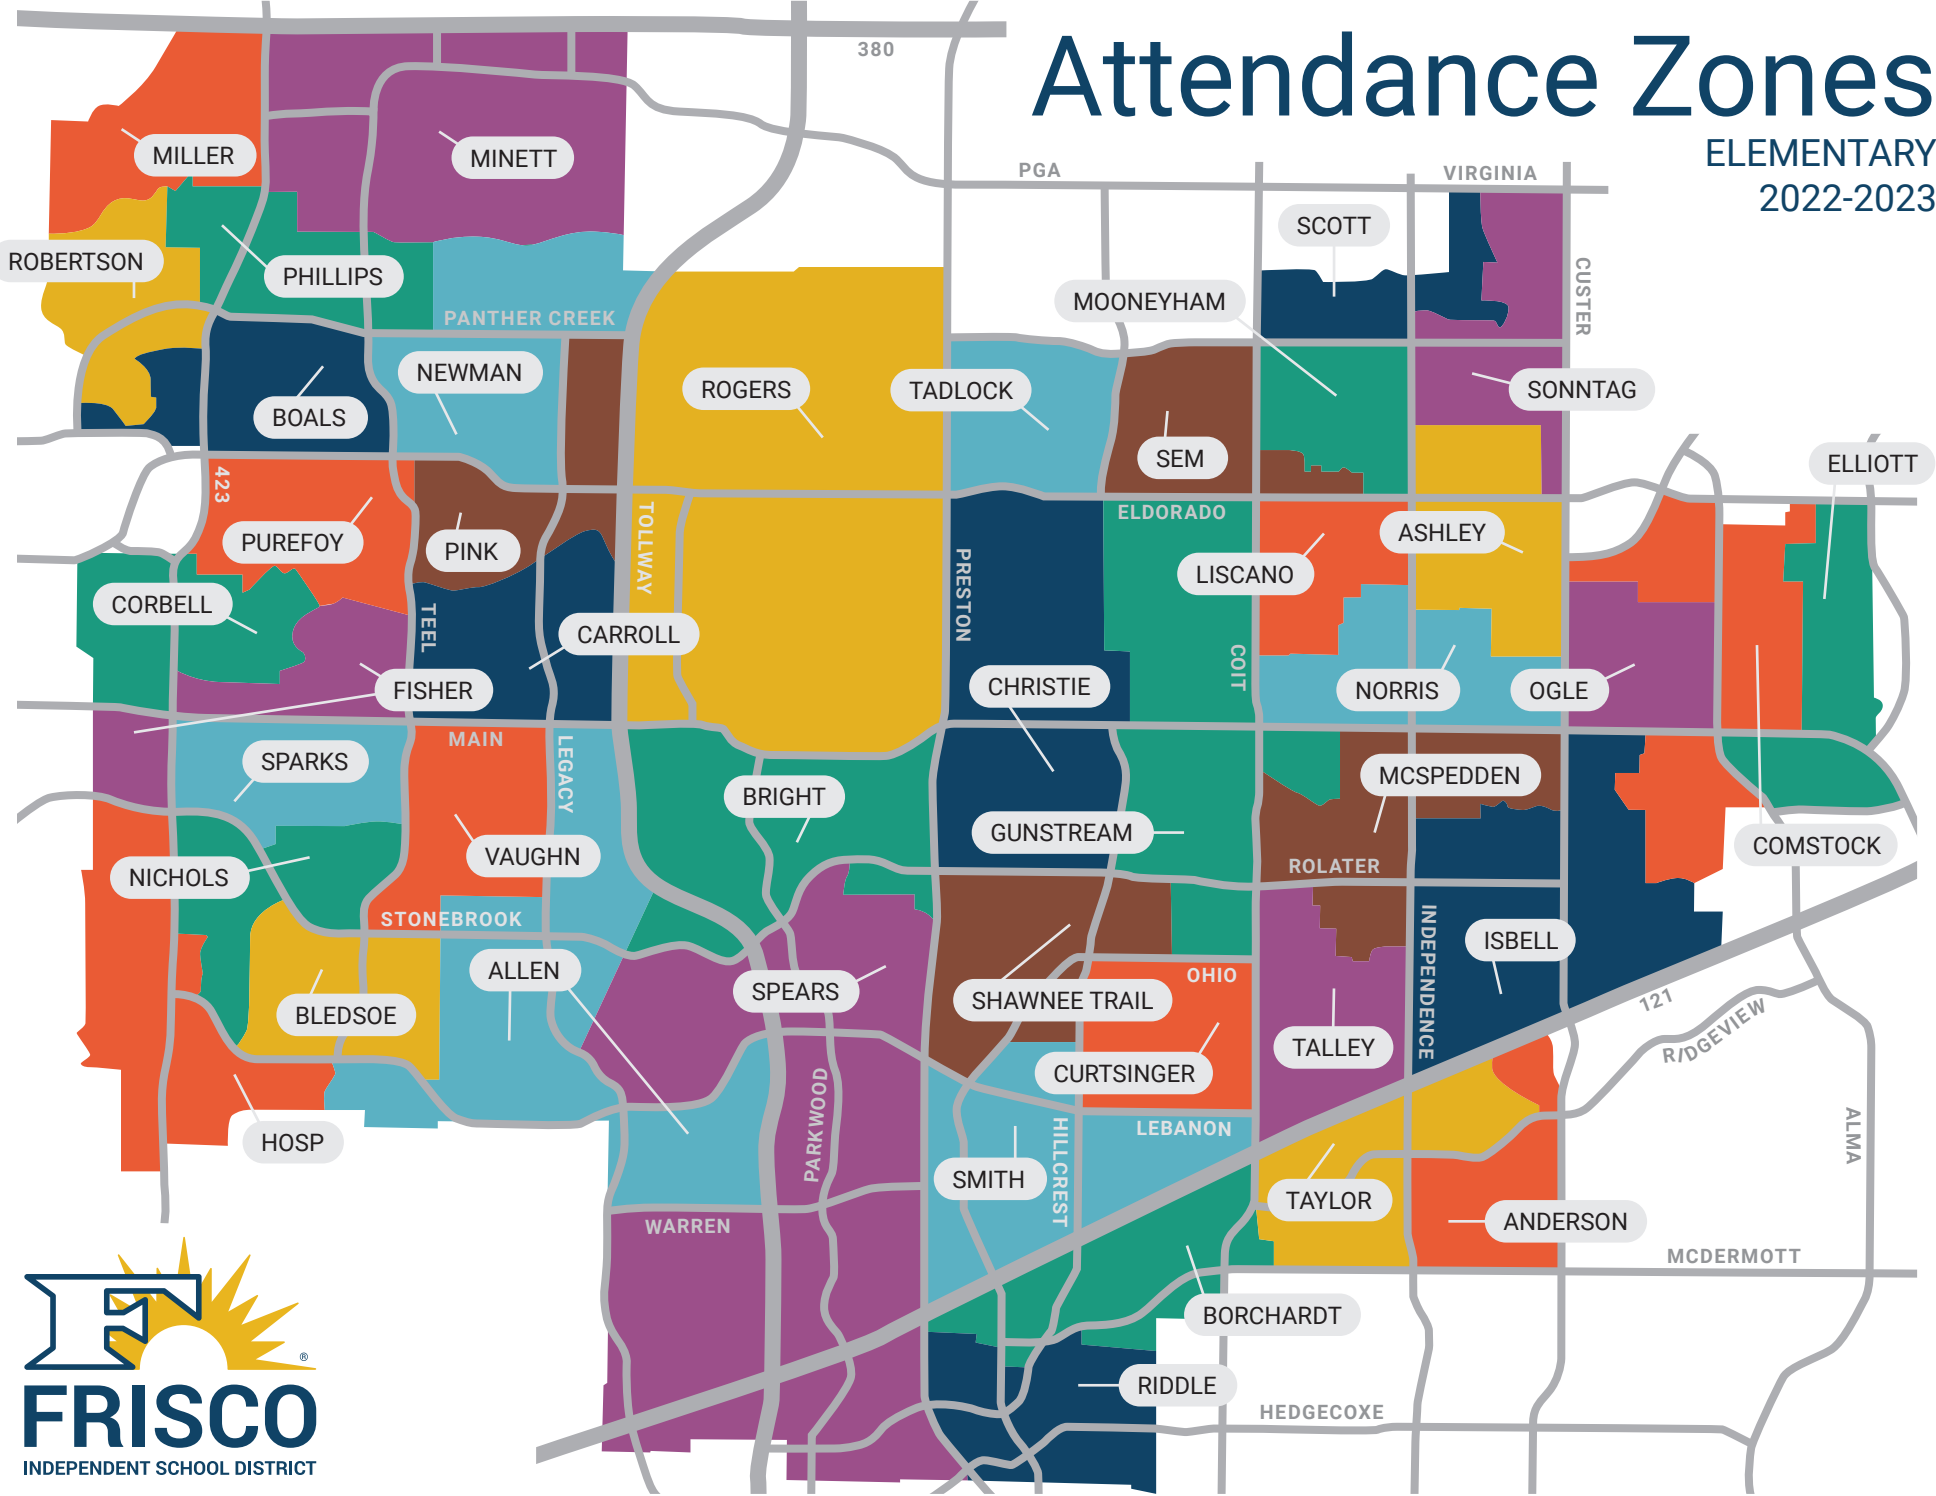 Attendance Zones
ELEMENTARY
2022-2023
380
PGA
VIRGINIA
MILLER
MINETT
SCOTT
ROBERTSON
PHILLIPS
MOONEYHAM
CUSTER
PANTHER CREEK
NEWMAN
ROGERS
TADLOCK
SONNTAG
BOALS
SEM
ELLIOTT
423
TOLLWAY
ELDORADO
PUREFOY
PINK
ASHLEY
LISCANO
PRESTON
CORBELL
TEEL
CARROLL
COIT
FISHER
CHRISTIE
NORRIS
OGLE
MAIN
LEGACY
SPARKS
BRIGHT
MCSPEDDEN
GUNSTREAM
COMSTOCK
VAUGHN
ROLATER
NICHOLS
STONEBROOK
INDEPENDENCE
ISBELL
ALLEN
SPEARS
SHAWNEE TRAIL
OHIO
121
BLEDSOE
RIDGEVIEW
TALLEY
CURTSINGER
PARKWOOD
HOSP
HILLCREST
LEBANON
ALMA
SMITH
TAYLOR
WARREN
ANDERSON
MCDERMOTT
BORCHARDT
RIDDLE
HEDGECOXE
F
®
FRISCO
INDEPENDENT SCHOOL DISTRICT